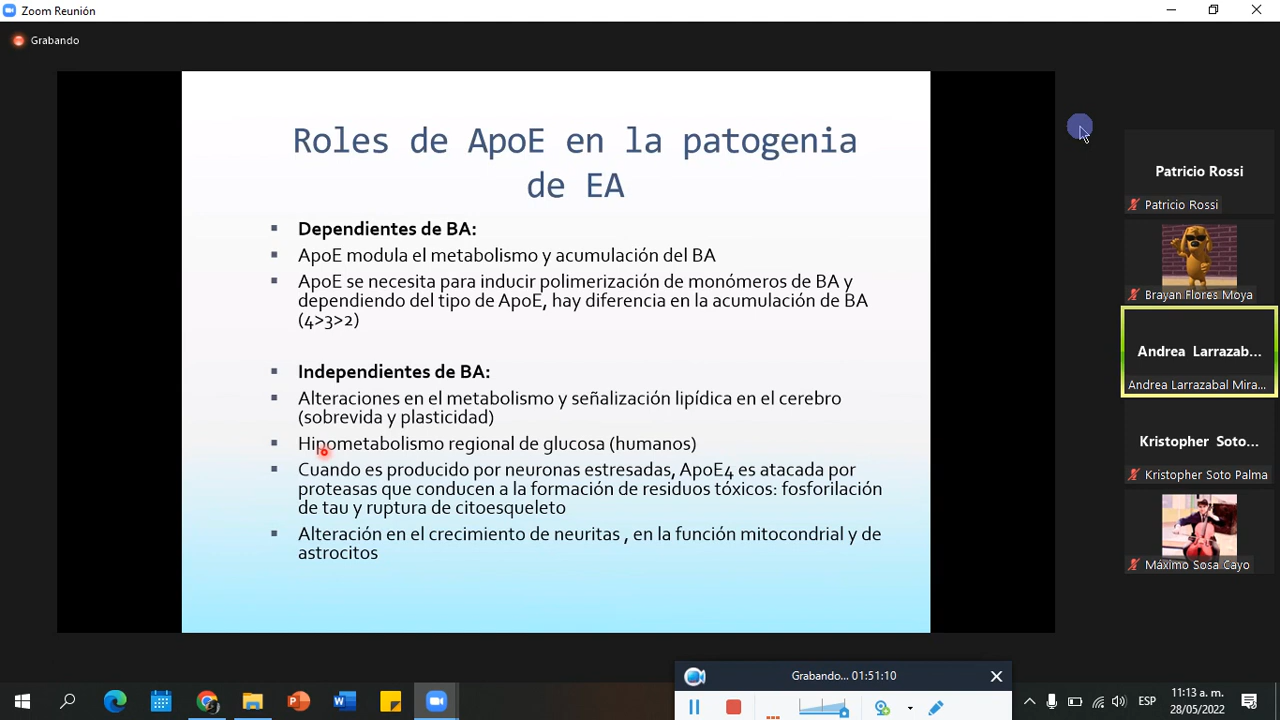 Zoom Reunión
Grabando
Roles de ApoE en la patogenia
de EA
Dependientes de BA:
ApoE modula el metabolismo y acumulación del BA
ApoE se necesita para inducir polimerización de monómeros de BA y
dependiendo del tipo de ApoE, hay diferencia en la acumulación de BA
(4>3>2)
Independientes de BA:
Alteraciones en el metabolismo y señalización lipídica en el cerebro
(sobrevida y plasticidad)
Hipometabolismo regional de glucosa (humanos)
Cuando es producido por neuronas estresadas, ApoE4 es atacada por
proteasas que conducen a la formación de residuos tóxicos: fosforilación
de tau y ruptura de citoesqueleto
Alteración en el crecimiento de neuritas , en la función mitocondrial y de
astrocitos
Patricio Rossi
Patricio Rossi
Brayan Flores Moya
Andrea Larrazab...
Andrea Larrazabal Mira...
Kristopher Soto...
Kristopher Soto Palma
Máximo Sosa Cayo
Grabando... 01:51:10
ESP
11:13 a.m.
28/05/2022